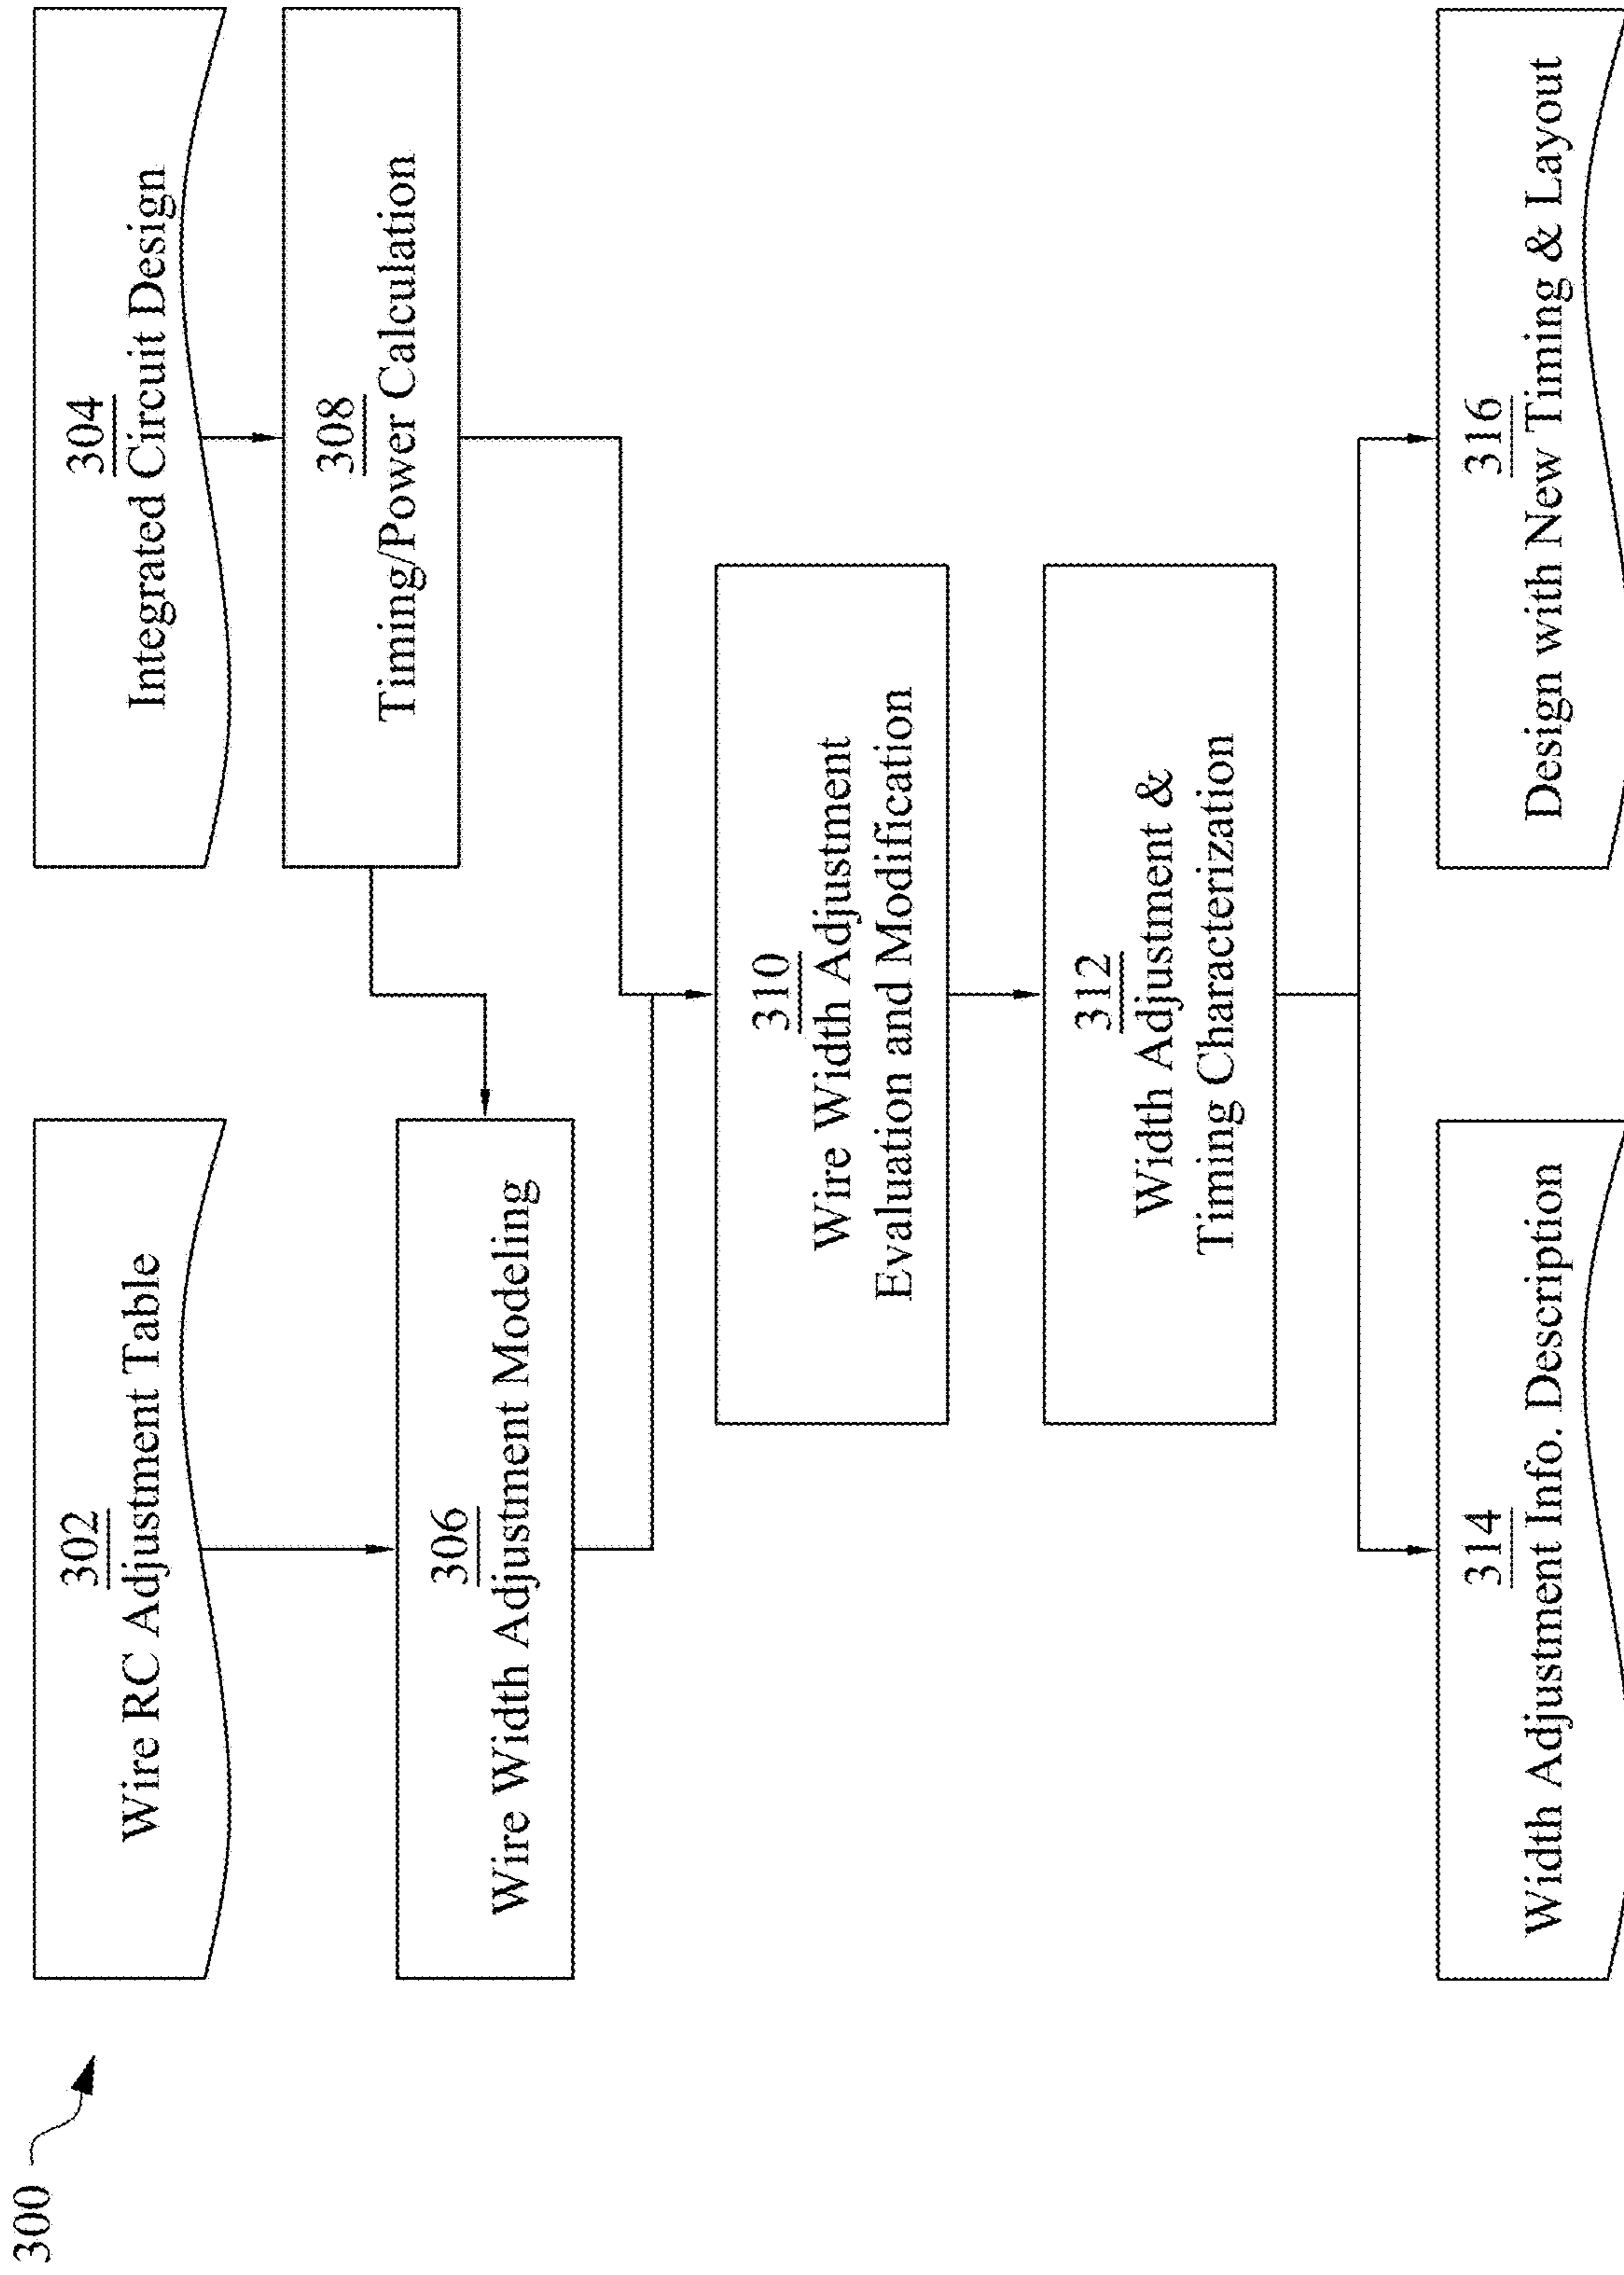 300
302
Wire RC Adjustment Table
304
Integrated Circuit Design
306
Wire Width Adjustment Modeling
308
Timing/Power Calculation
310
Wire Width Adjustment
Evaluation and Modification
312
Width Adjustment &
Timing Characterization
314
Width Adjustment Info. Description
316
Design with New Timing & Layout